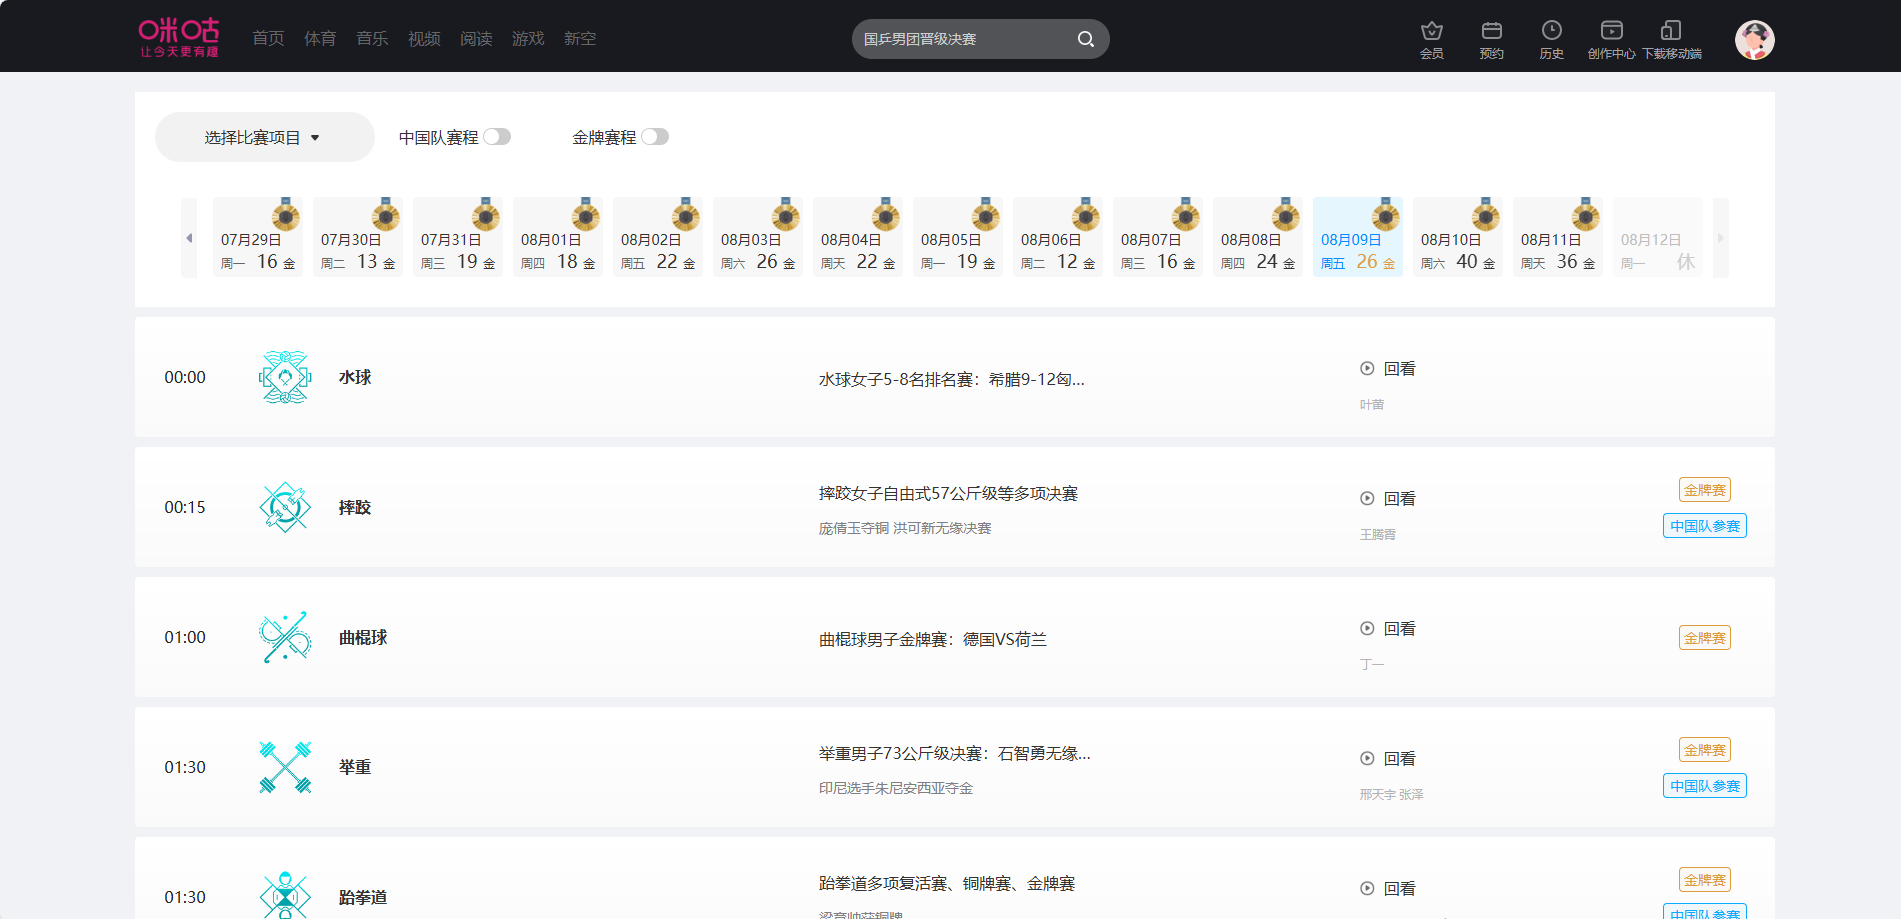 咪咕
让今天更有趣
首页 体育 音乐 视频 阅读 游戏 新空
国乒男团晋级决赛
会员 预约 历史 创作中心 下载移动端
选择比赛项目 中国队赛程 金牌赛程
07月29日 07月30日 07月31日 08月01日 08月02日 08月03日 08月04日 08月05日 08月06日 08月07日 08月08日 08月09日 08月10日 08月11日 08月12日
周一 16 金 周二 13 金 周三 19 金 周四 18 金 周五 22 金 周六 26 金 周天 22 金 周一 19 金 周二 12 金 周三 16 金 周四 24 金 周五 26 金 周六 40 金 周天 36 金 周一 休
00:00 水球 水球女子5-8名排名赛：希腊9-12匈... 回看
叶茵
00:15 摔跤 摔跤女子自由式57公斤级等多项决赛 回看 金牌赛
庞倩玉夺铜 洪可新无缘决赛 王腾霄 中国队参赛
01:00 曲棍球 曲棍球男子金牌赛：德国VS荷兰 回看 金牌赛
丁一
01:30 举重 举重男子73公斤级决赛：石智勇无缘... 回看 金牌赛
印尼选手朱尼安西亚夺金 邢天宇 张泽 中国队参赛
01:30 跆拳道 跆拳道多项复活赛、铜牌赛、金牌赛 回看 金牌赛
梁育帅获铜牌 中国队参赛